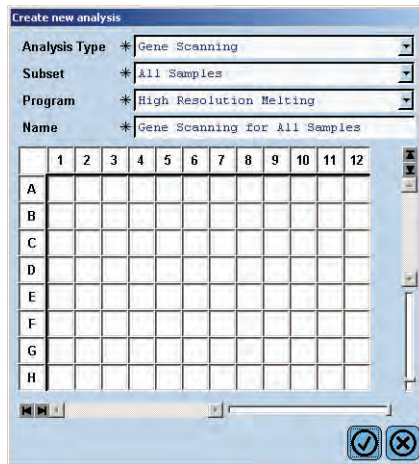 Create new analysis
Analysis Type * Gene Scanning
Subset * All Samples
Program * High Resolution Melting
Name * Gene Scanning for All Samples
1 2 3 4 5 6 7 8 9 10 11 12
A
B
C
D
E
F
G
H